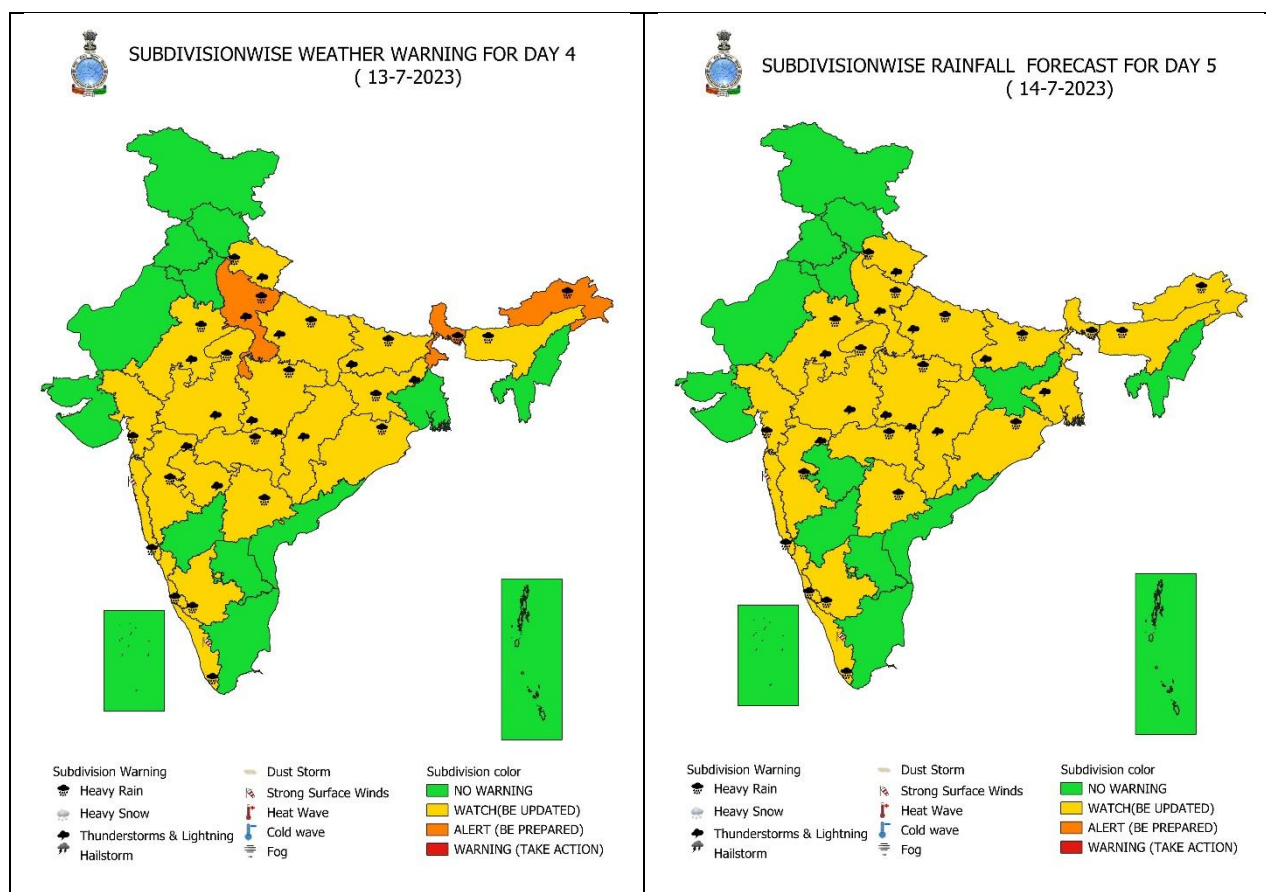 SUBDIVISIONWISE WEATHER WARNING FOR DAY 4
( 13-7-2023)
Subdivision Warning
Heavy Rain
Heavy Snow
Thunderstorms & Lightning
Hailstorm
Dust Storm
Strong Surface Winds
Heat Wave
Cold wave
Fog
Subdivision color
NO WARNING
WATCH(BE UPDATED)
ALERT (BE PREPARED)
WARNING (TAKE ACTION)
SUBDIVISIONWISE RAINFALL FORECAST FOR DAY 5
( 14-7-2023)
Subdivision Warning
Heavy Rain
Heavy Snow
Thunderstorms & Lightning
Hailstorm
Dust Storm
Strong Surface Winds
Heat Wave
Cold wave
Fog
Subdivision color
NO WARNING
WATCH(BE UPDATED)
ALERT (BE PREPARED)
WARNING (TAKE ACTION)